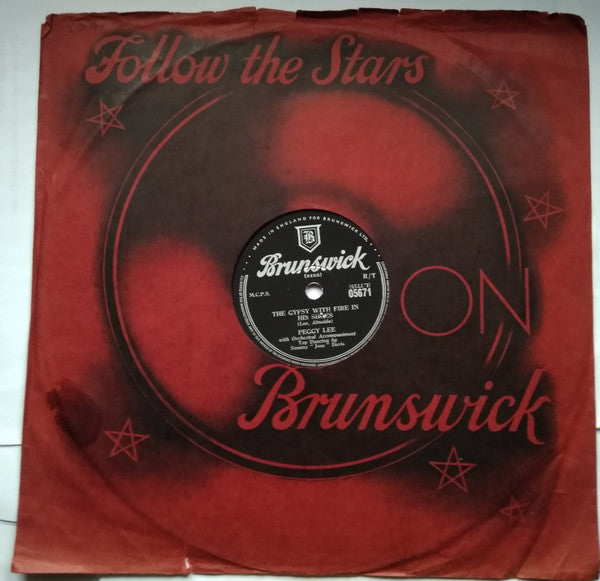 Follow the Stars
MADE IN ENGLAND FOR BRUNSWICK LTD.
B
Brunswick
R/T
M.C.P.S.
05671
THE GYPSY WITH FIRE IN
HIS SHOES
(Lee, Almeida)
PEGGY LEE
with Orchestral Accompaniment
Tap Dancing by
Sammy "Jose" Davis
ON
Brunswick